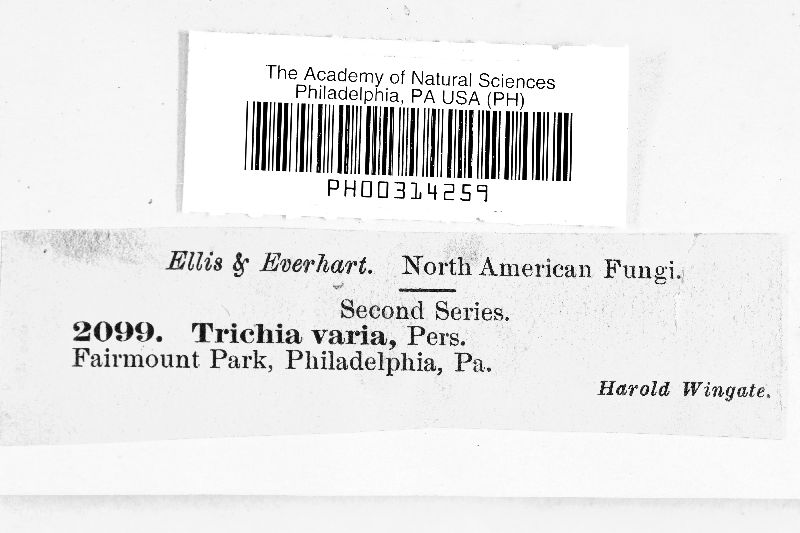 The Academy of Natural Sciences
Philadelphia, PA USA (PH)
PH00314259
Ellis & Everhart. North American Fungi.
Second Series.
2099. Trichia varia, Pers.
Fairmount Park, Philadelphia, Pa.
Harold Wingate.